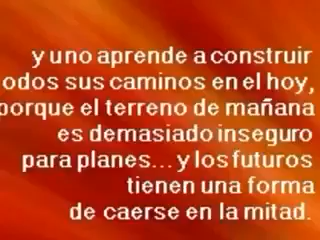 y uno aprende a construir
odos sus caminos en el hoy,
porque el terreno de mañana
es demasiado inseguro
para planes... y los futuros
tienen una forma
de caerse en la mitad.